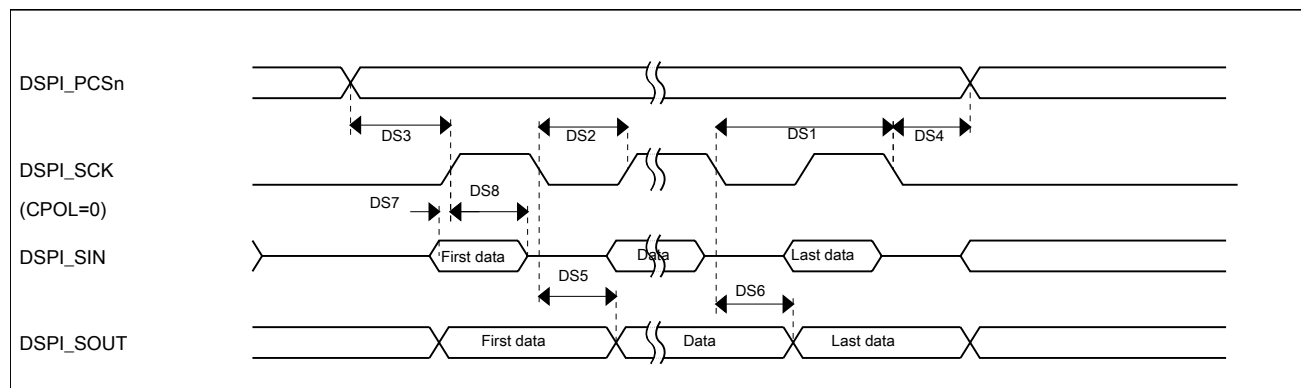 DSPI_PCSn
DS3 DS2 DS1 DS4
DSPI_SCK
DS7 DS8
(CPOL=0)
DSPI_SIN First data Data Last data
DS5 DS6
DSPI_SOUT First data Data Last data